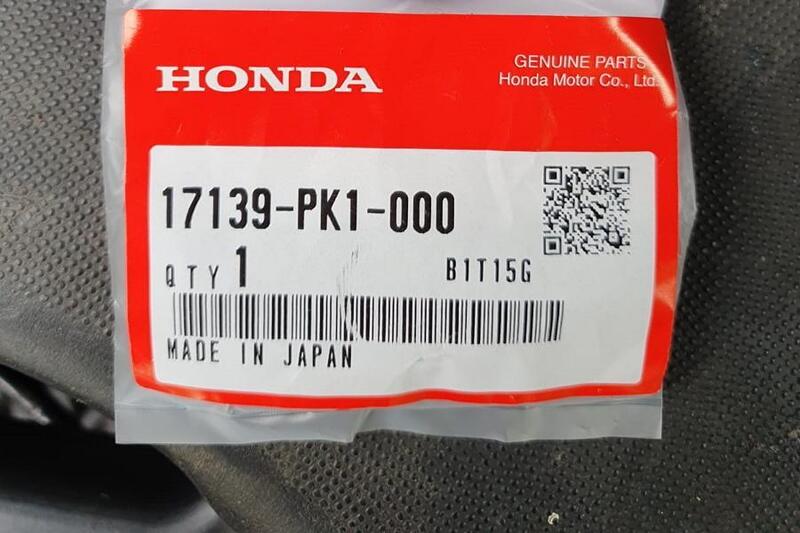 HONDA
GENUINE PARTS
Honda Motor Co., Ltd.
17139-PK1-000
QTY 1
B1T15G
MADE IN JAPAN